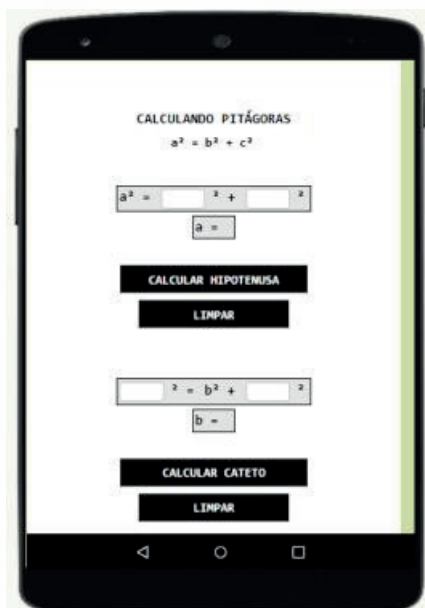 CALCULANDO PITÁGORAS
a² = b² + c²
a² = ² + ²
a =
CALCULAR HIPOTENUSA
LIMPAR
² = b² + ²
b =
CALCULAR CATETO
LIMPAR